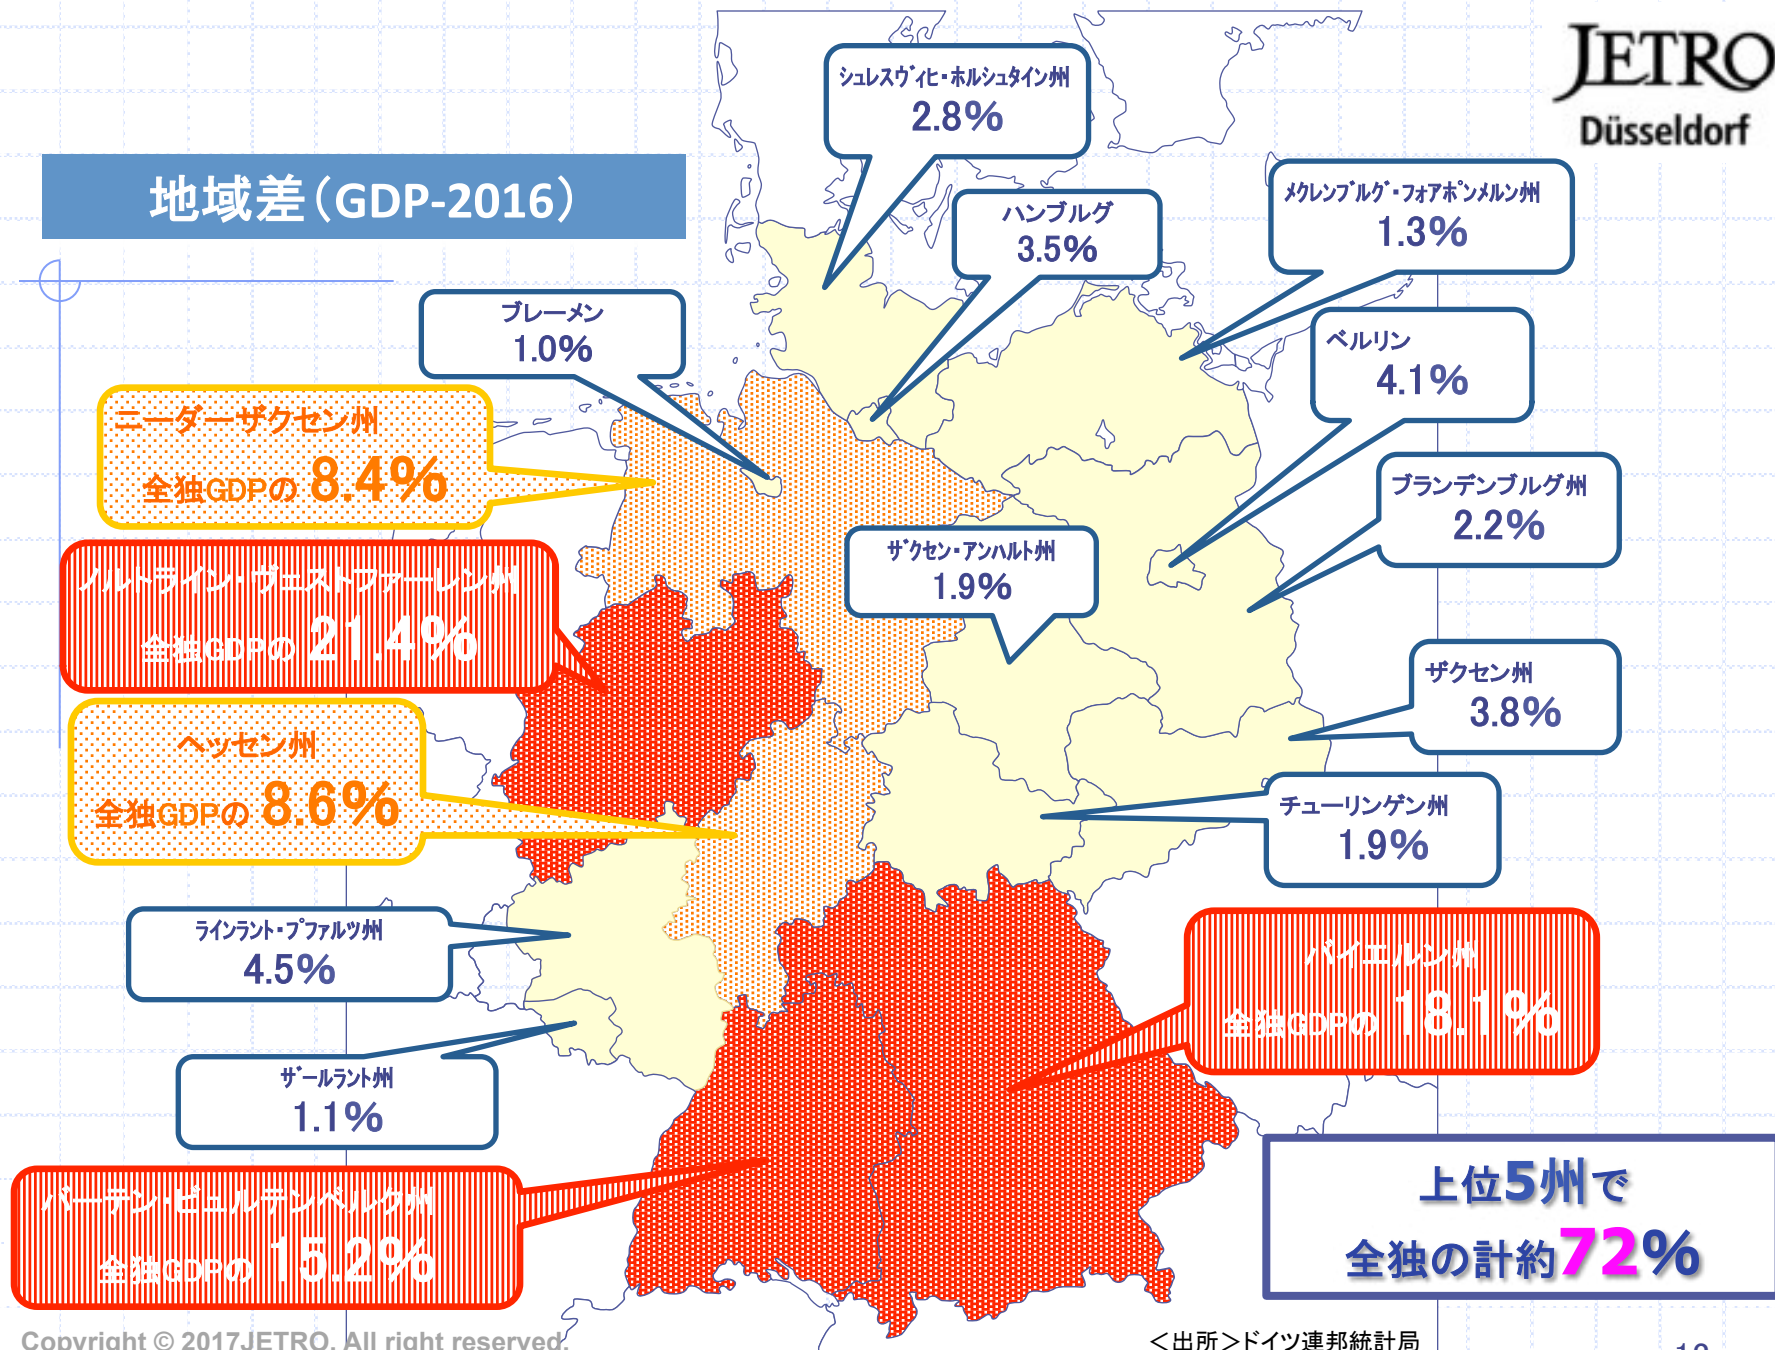 JETRO
Düsseldorf
地域差（GDP-2016）
シュレスヴィヒ・ホルシュタイン州
2.8%
ハンブルグ
3.5%
メクレンブルグ・フォアポンメルン州
1.3%
ブレーメン
1.0%
ベルリン
4.1%
ニーダーザクセン州
全独GDPの 8.4%
ブランデンブルグ州
2.2%
ザクセン・アンハルト州
1.9%
ノルトライン・ヴェストファーレン州
全独GDPの 21.4%
ザクセン州
3.8%
ヘッセン州
全独GDPの 8.6%
チューリンゲン州
1.9%
ラインラント・プファルツ州
4.5%
バイエルン州
全独GDPの 18.1%
ザールラント州
1.1%
バーテン・ビュルテンベルク州
全独GDPの 15.2%
上位5州で
全独の計約72%
Copyright © 2017JETRO. All right reserved.
＜出所＞ドイツ連邦統計局